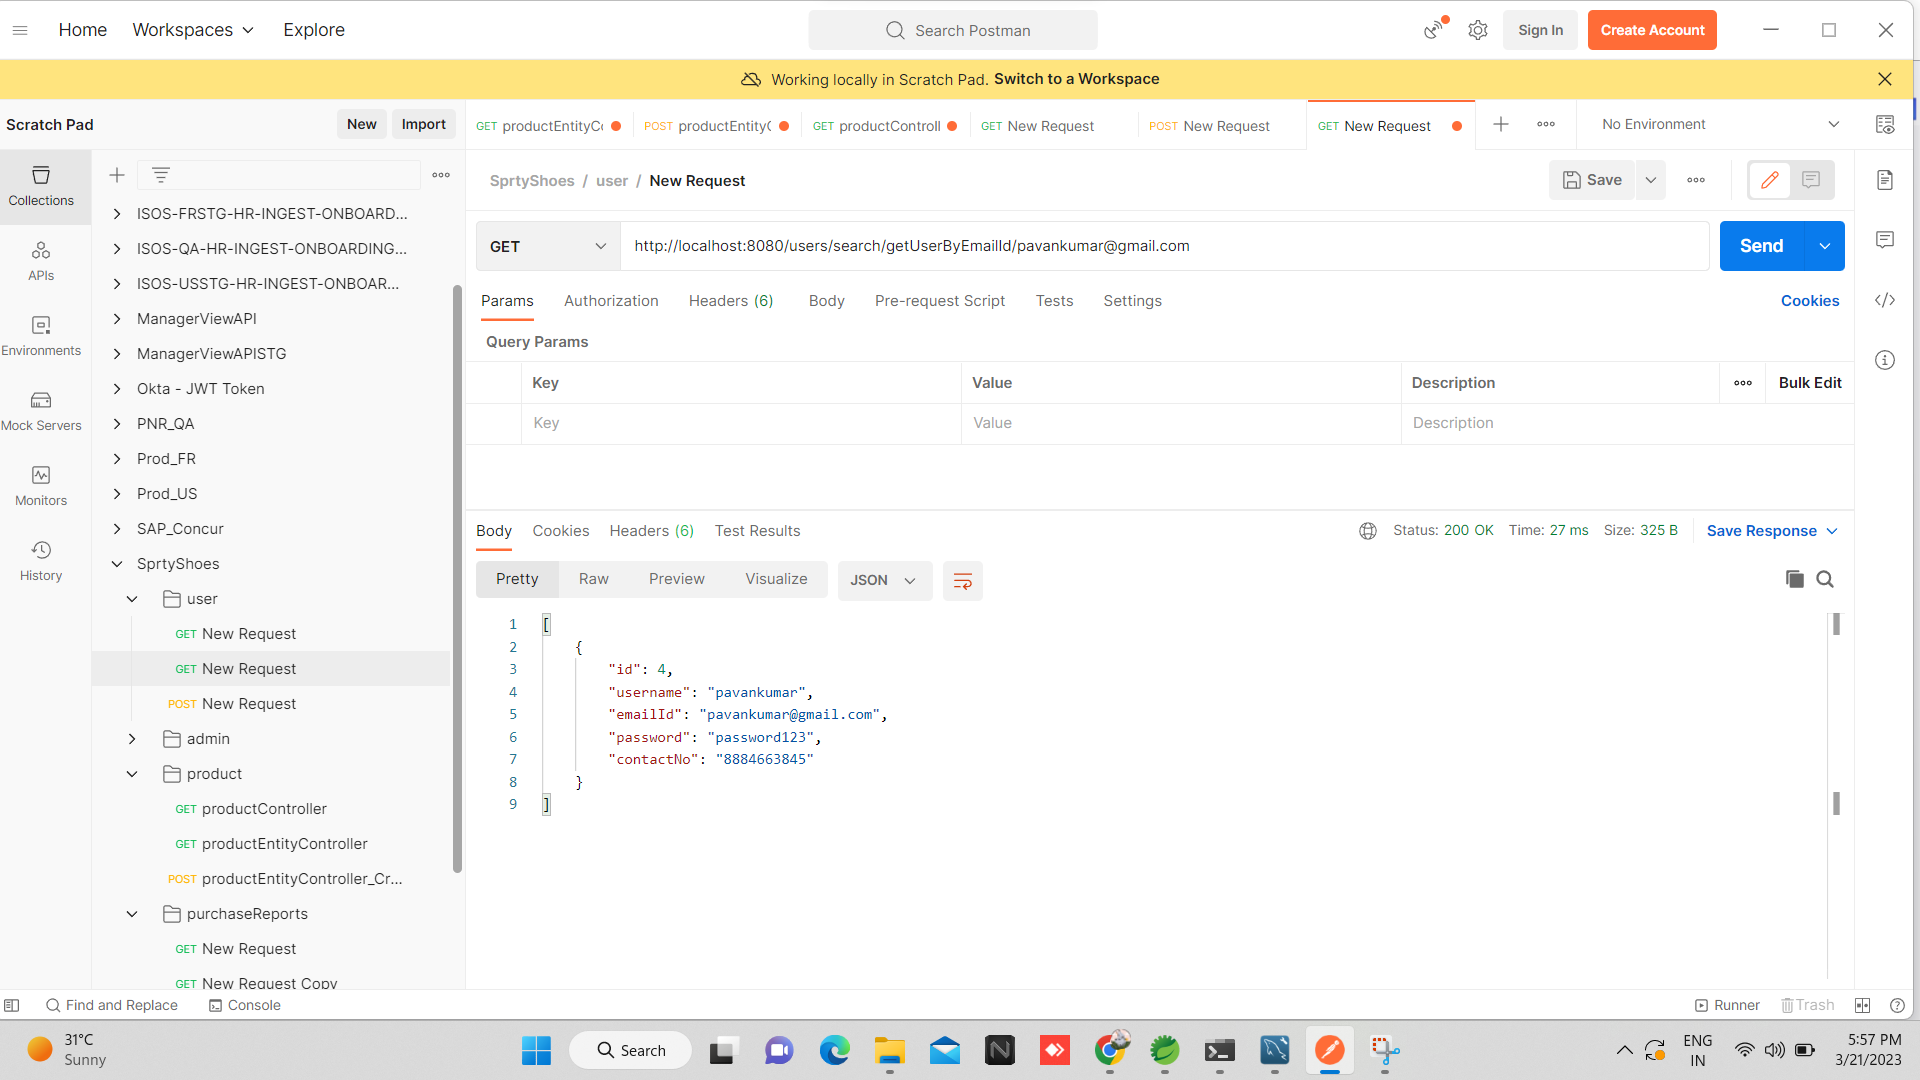 Home
Workspaces
Explore
Search Postman
Sign In
Create Account
Working locally in Scratch Pad. Switch to a Workspace
Scratch Pad
New
Import
GET productEntityCo
POST productEntityC
GET productControll
GET New Request
POST New Request
GET New Request
No Environment
Collections
APIs
Environments
Mock Servers
Monitors
History
ISOS-FRSTG-HR-INGEST-ONBOARD...
ISOS-QA-HR-INGEST-ONBOARDING...
ISOS-USSTG-HR-INGEST-ONBOAR...
ManagerViewAPI
ManagerViewAPISTG
Okta - JWT Token
PNR_QA
Prod_FR
Prod_US
SAP_Concur
SprtyShoes
user
GET New Request
GET New Request
POST New Request
admin
product
GET productController
GET productEntityController
POST productEntityController_Cr...
purchaseReports
GET New Request
GET New Request Copy
SprtyShoes / user / New Request
Save
GET
http://localhost:8080/users/search/getUserByEmailId/pavankumar@gmail.com
Send
Params
Authorization
Headers (6)
Body
Pre-request Script
Tests
Settings
Cookies
Query Params
Key
Value
Description
Bulk Edit
Key
Value
Description
Body
Cookies
Headers (6)
Test Results
Status: 200 OK
Time: 27 ms
Size: 325 B
Save Response
Pretty
Raw
Preview
Visualize
JSON
1 [
2 {
3 "id": 4,
4 "username": "pavankumar",
5 "emailId": "pavankumar@gmail.com",
6 "password": "password123",
7 "contactNo": "8884663845"
8 }
9 ]
Find and Replace
Console
Runner
Trash
31°C
Sunny
Search
ENG
IN
5:57 PM
3/21/2023